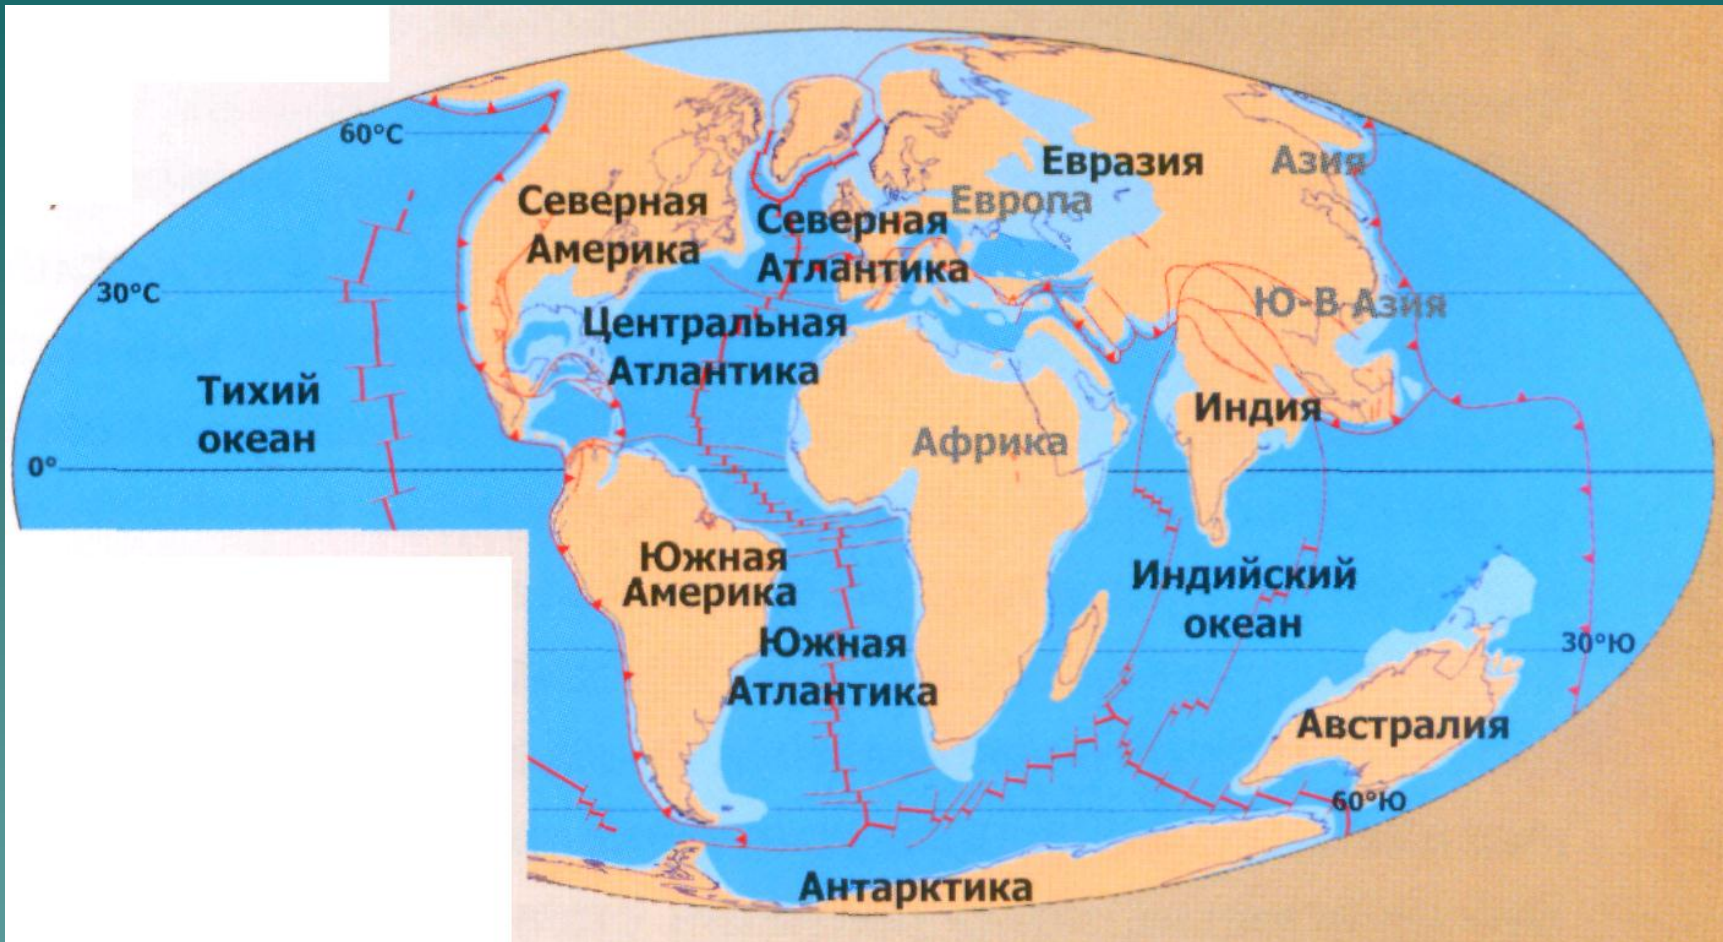 60°С
Евразия
Азия
Северная
Америка
Европа
Северная
Атлантика
30°С
Ю-В Азия
Центральная
Атлантика
Тихий
океан
Индия
Африка
0°
Южная
Америка
Индийский
океан
Южная
Атлантика
30°Ю
Австралия
60°Ю
Антарктика